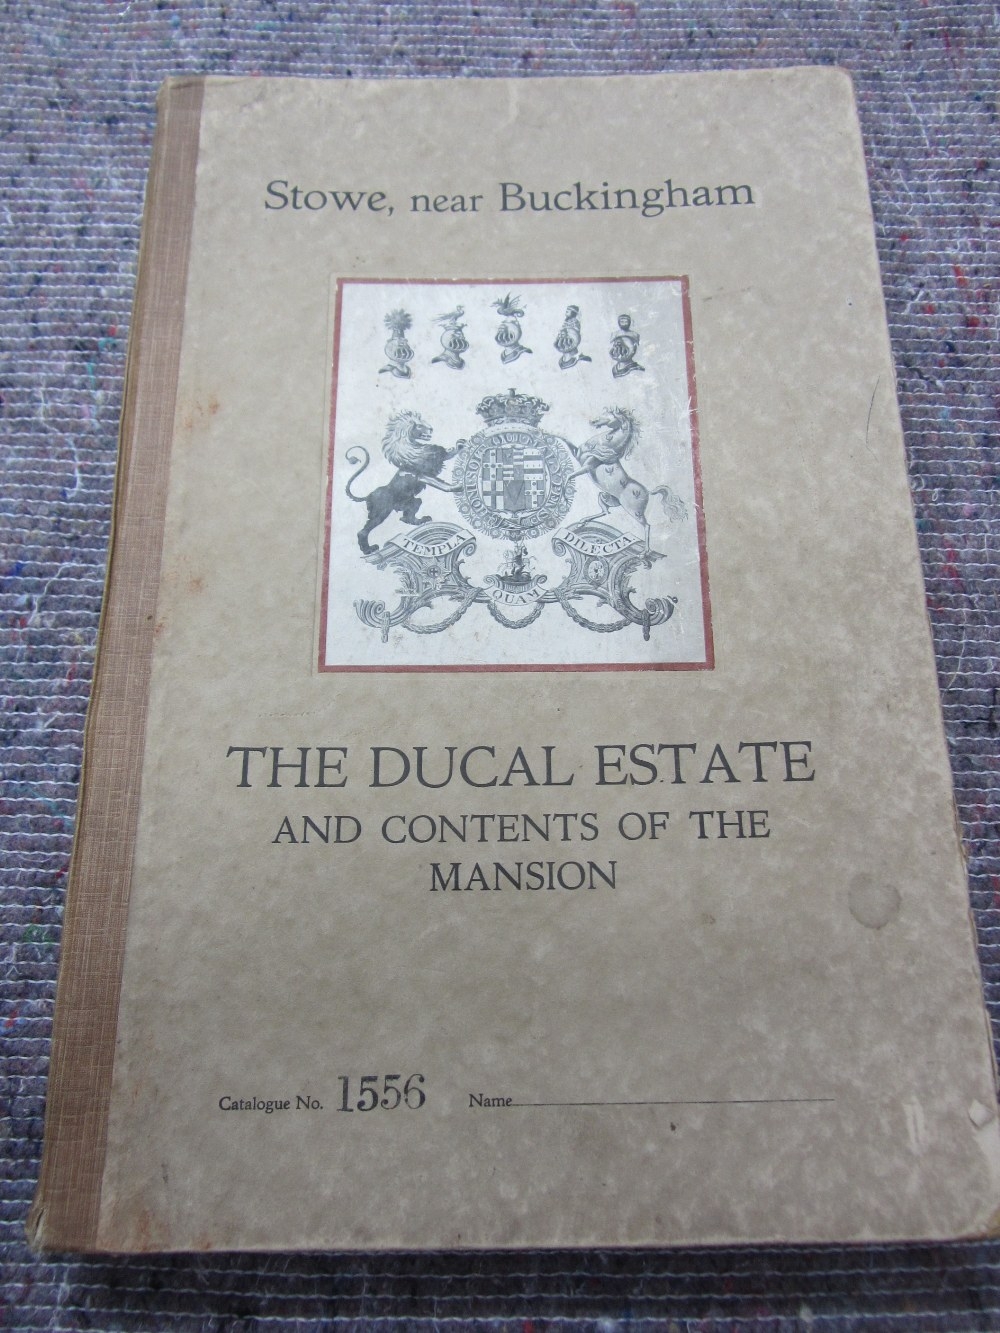 Stowe, near Buckingham
TEMPLA
QUAM
DILECTA
THE DUCAL ESTATE
AND CONTENTS OF THE
MANSION
Catalogue No. 1556 Name